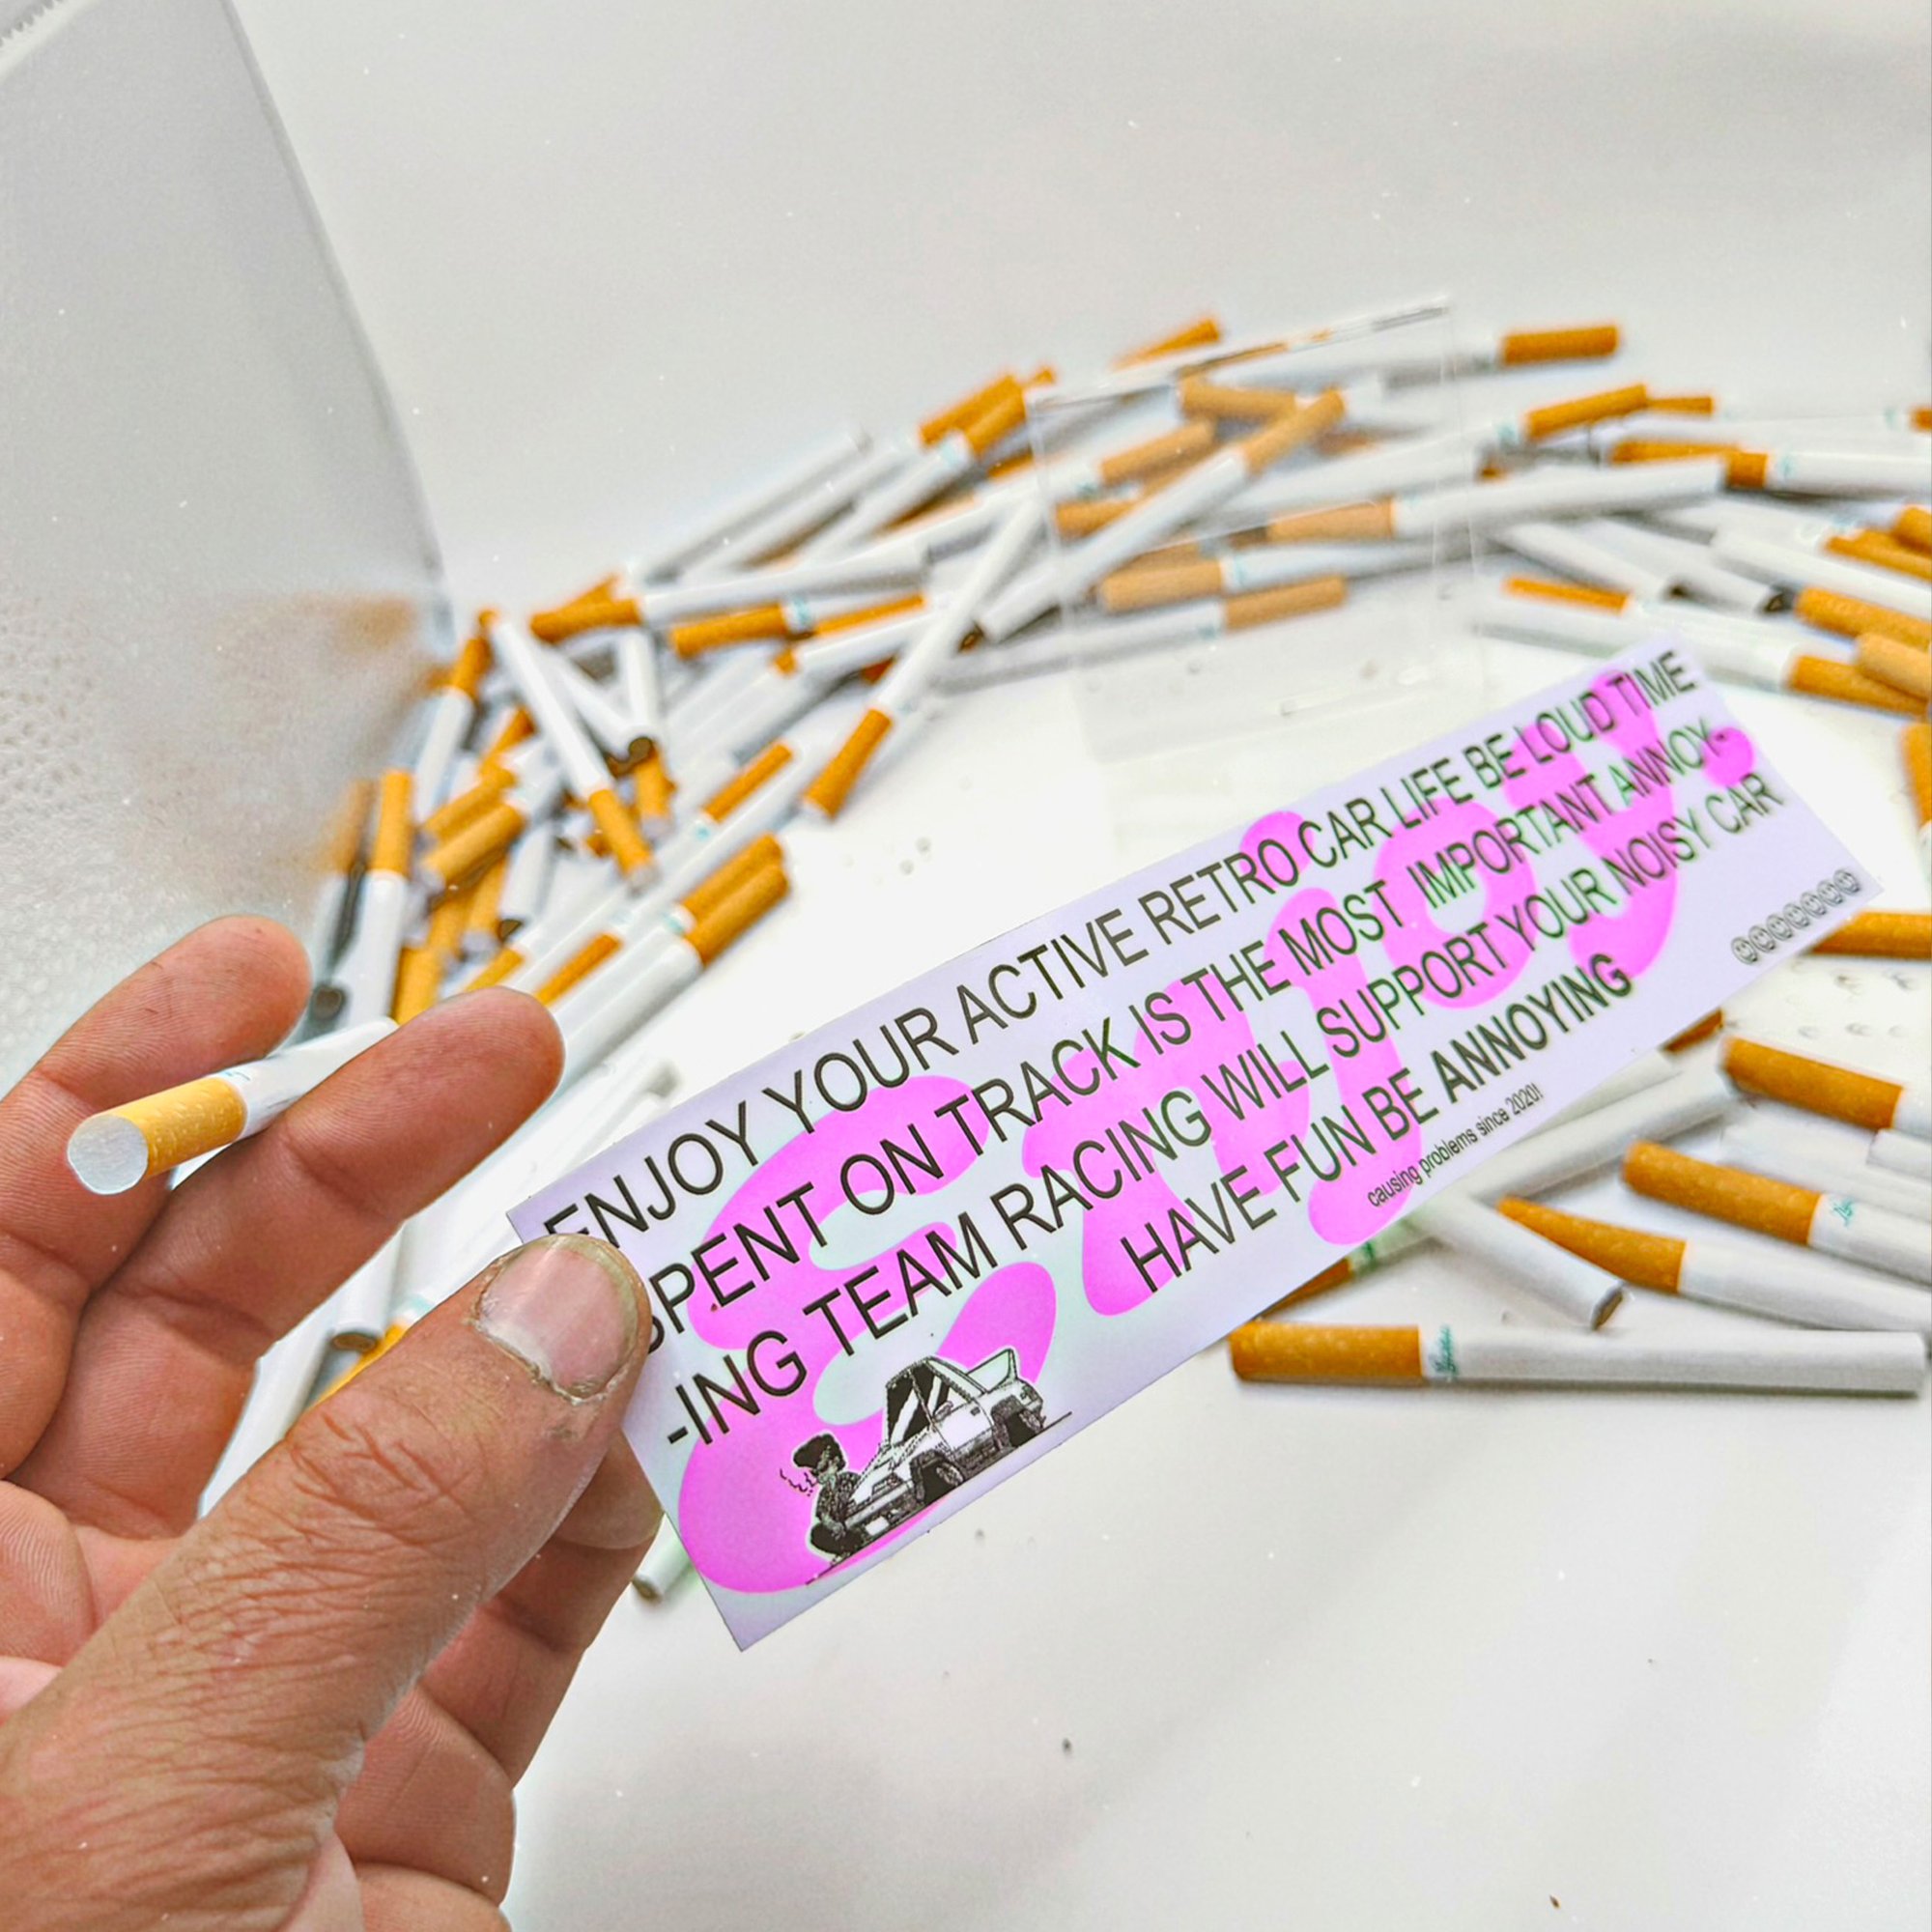 ENJOY YOUR ACTIVE RETRO CAR LIFE BE LOUD TIME
SPENT ON TRACK IS THE MOST IMPORTANT ANNOY-
-ING TEAM RACING WILL SUPPORT YOUR NOISY CAR
HAVE FUN BE ANNOYING
causing problems since 2020!
Enjoy